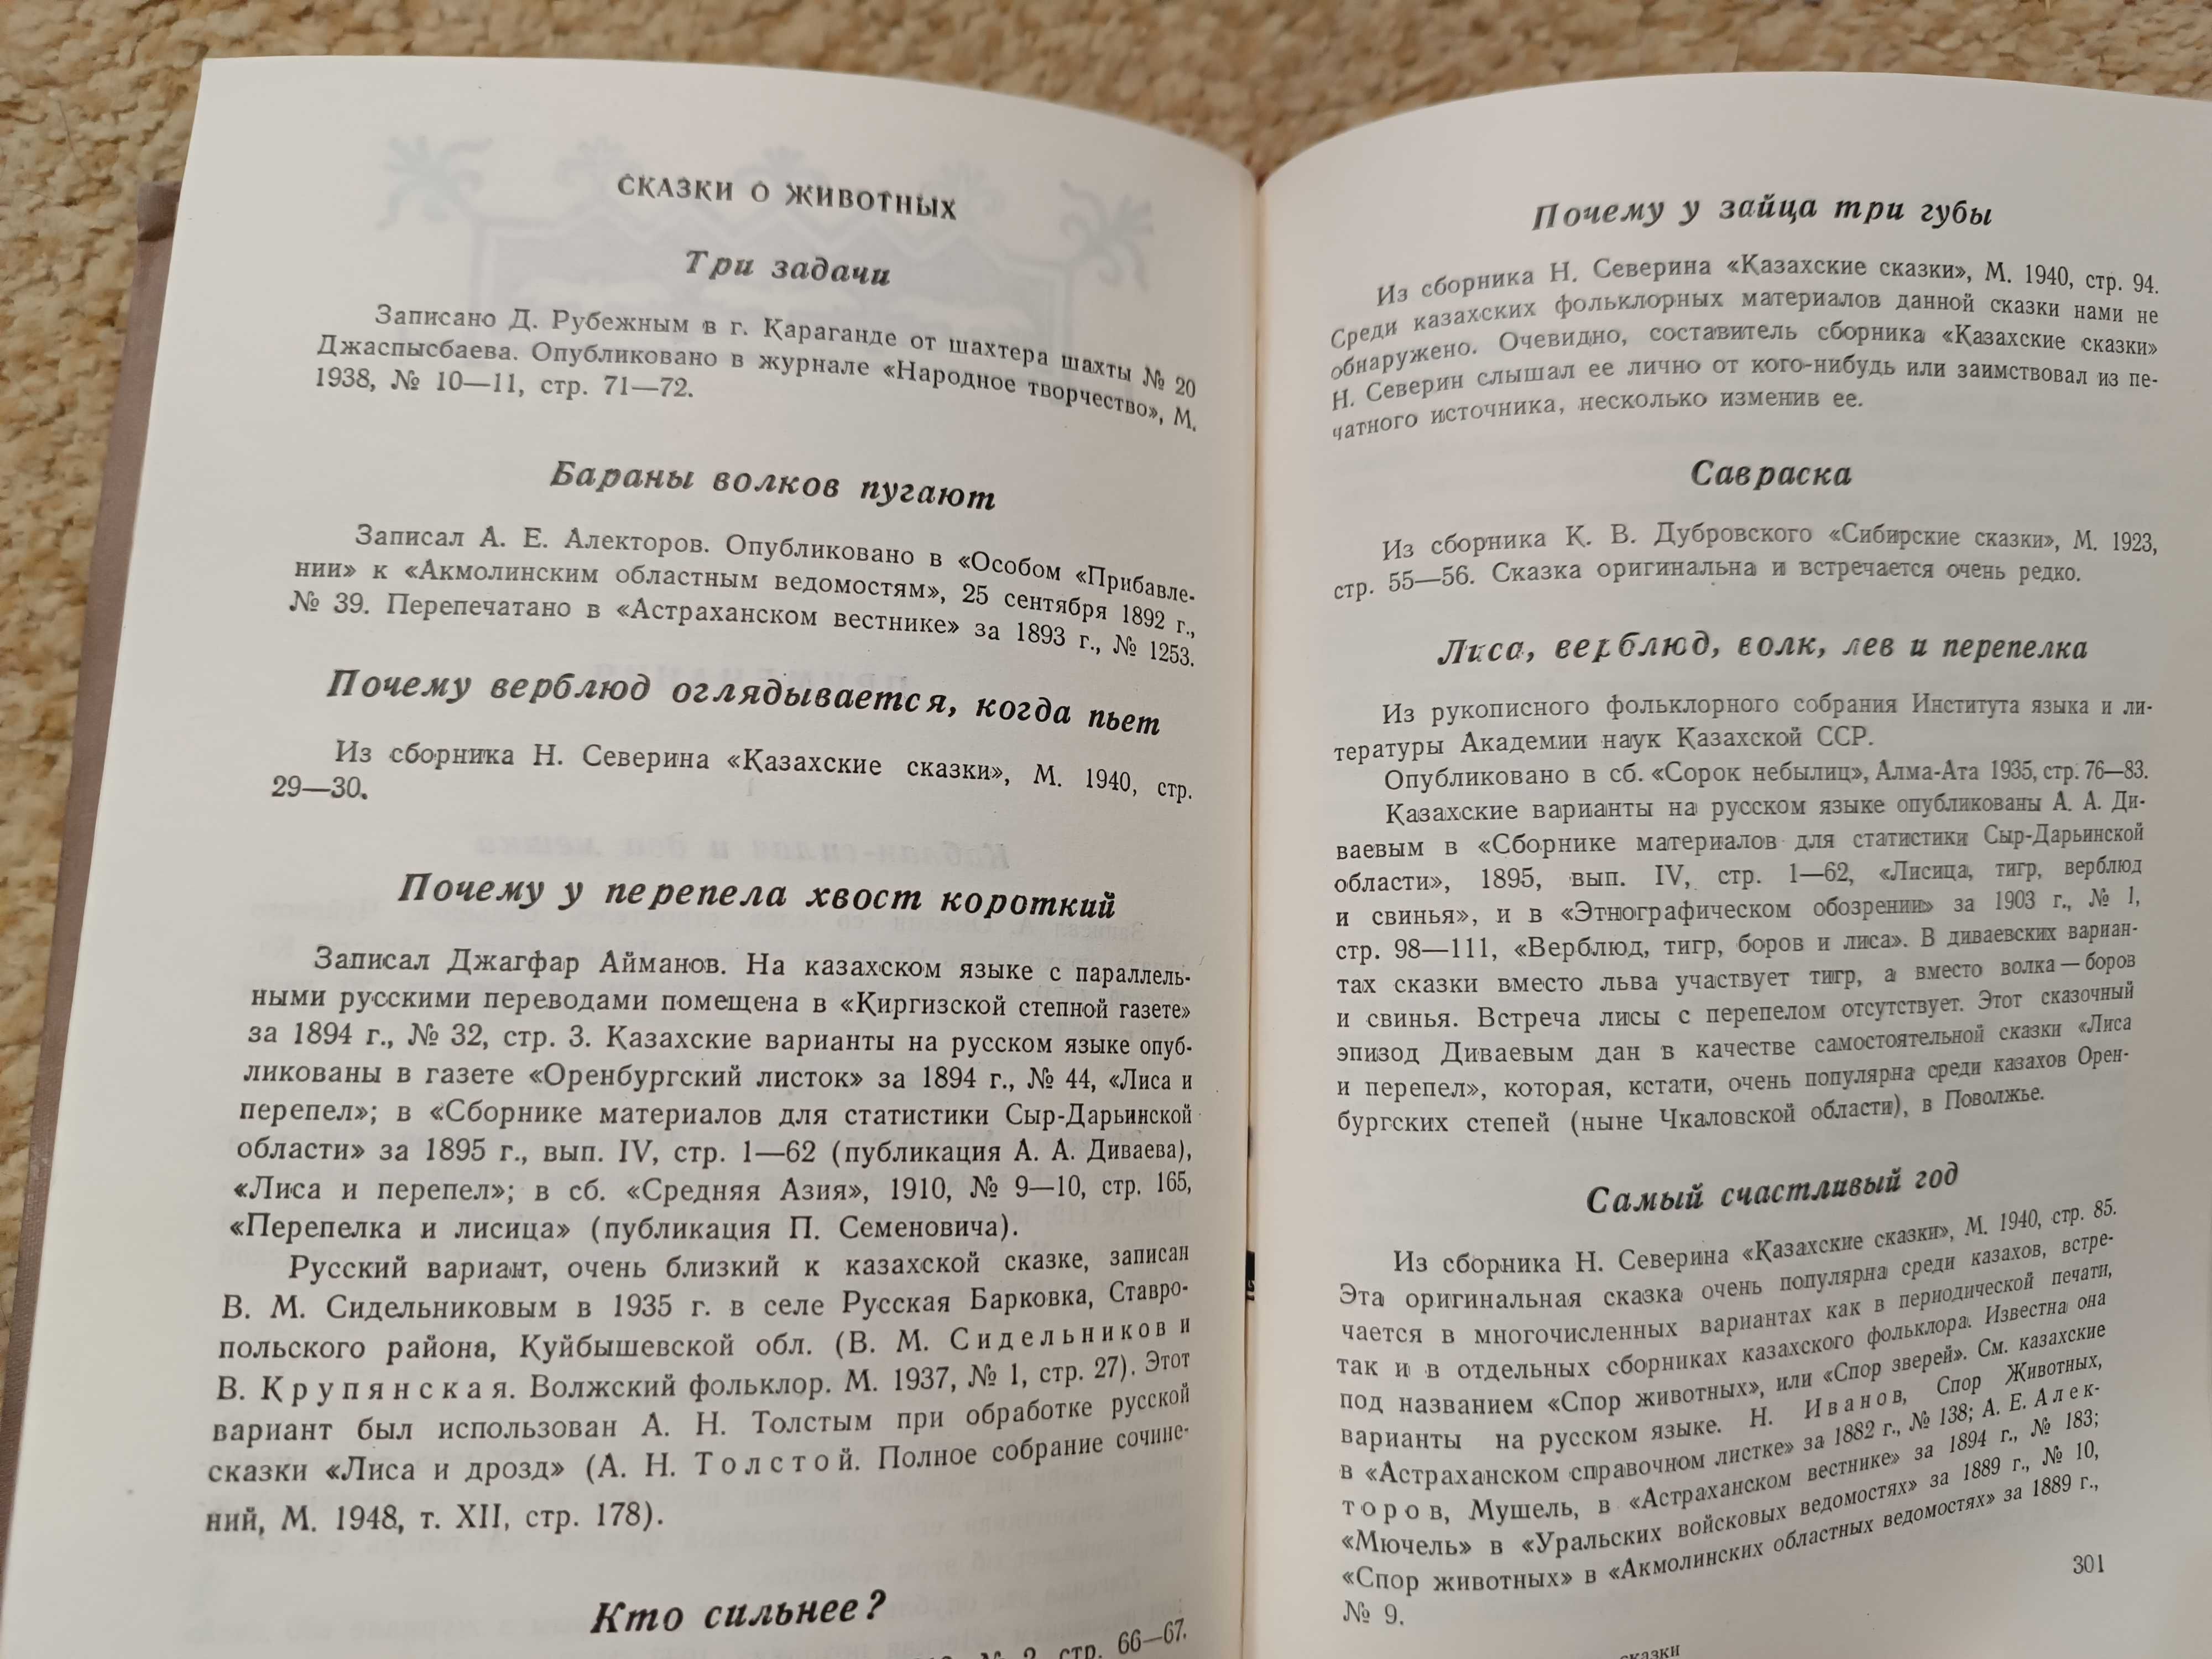 СКАЗКИ О ЖИВОТНЫХ
Три задачи
Записано Д. Рубежным в г. Караганде от шахтера шахты № 20
Джаспысбаева. Опубликовано в журнале «Народное творчество», М.
1938, № 10—11, стр. 71—72.
Бараны волков пугают
Записал А. Е. Алекторов. Опубликовано в «Особом «Прибавле-
нии» к «Акмолинским областным ведомостям», 25 сентября 1892 г.,
№ 39. Перепечатано в «Астраханском вестнике» за 1893 г., № 1253.
Почему верблюд оглядывается, когда пьет
Из сборника Н. Северина «Казахские сказки», М. 1940, стр.
29—30.
Почему у перепела хвост короткий
Записал Джагфар Айманов. На казахском языке с параллель-
ными русскими переводами помещена в «Киргизской степной газете»
за 1894 г., № 32, стр. 3. Казахские варианты на русском языке опуб-
ликованы в газете «Оренбургский листок» за 1894 г., № 44, «Лиса и
перепел»; в «Сборнике материалов для статистики Сыр-Дарьинской
области» за 1895 г., вып. IV, стр. 1—62 (публикация А. А. Диваева),
«Лиса и перепел»; в сб. «Средняя Азия», 1910, № 9—10, стр. 165,
«Перепелка и лисица» (публикация П. Семеновича).
Русский вариант, очень близкий к казахской сказке, записан
В. М. Сидельниковым в 1935 г. в селе Русская Барковка, Ставро-
польского района, Куйбышевской обл. (В. М. Сидельников и
В. Крупянская. Волжский фольклор. М. 1937, № 1, стр. 27). Этот
вариант был использован А. Н. Толстым при обработке русской
сказки «Лиса и дрозд» (А. Н. Толстой. Полное собрание сочине-
ний, М. 1948, т. XII, стр. 178).
Кто сильнее?
№ 2, стр. 66—67.
Почему у зайца три губы
Из сборника Н. Северина «Казахские сказки», М. 1940, стр. 94.
Среди казахских фольклорных материалов данной сказки нами не
обнаружено. Очевидно, составитель сборника «Казахские сказки»
Н. Северин слышал ее лично от кого-нибудь или заимствовал из пе-
чатного источника, несколько изменив ее.
Савраска
Из сборника К. В. Дубровского «Сибирские сказки», М. 1923,
стр. 55—56. Сказка оригинальна и встречается очень редко.
Лиса, верблюд, волк, лев и перепелка
Из рукописного фольклорного собрания Института языка и ли-
тературы Академии наук Казахской ССР.
Опубликовано в сб. «Сорок небылиц», Алма-Ата 1935, стр. 76—83.
Казахские варианты на русском языке опубликованы А. А. Ди-
ваевым в «Сборнике материалов для статистики Сыр-Дарьинской
области», 1895, вып. IV, стр. 1—62, «Лисица, тигр, верблюд
и свинья», и в «Этнографическом обозрении» за 1903 г., № 1,
стр. 98—111, «Верблюд, тигр, боров и лиса». В диваевских вариан-
тах сказки вместо льва участвует тигр, а вместо волка — боров
и свинья. Встреча лисы с перепелом отсутствует. Этот сказочный
эпизод Диваевым дан в качестве самостоятельной сказки «Лиса
и перепел», которая, кстати, очень популярна среди казахов Орен-
бургских степей (ныне Чкаловской области), в Поволжье.
Самый счастливый год
Из сборника Н. Северина «Казахские сказки», М. 1940, стр. 85.
Эта оригинальная сказка очень популярна среди казахов, встре-
чается в многочисленных вариантах как в периодической печати,
так и в отдельных сборниках казахского фольклора. Известна она
под названием «Спор животных», или «Спор зверей». См. казахские
варианты на русском языке. Н. Иванов, Спор Животных,
в «Астраханском справочном листке» за 1882 г., № 138; А. Е. Алек-
торов, Мушель, в «Астраханском вестнике» за 1894 г., № 183;
«Мючель» в «Уральских войсковых ведомостях» за 1889 г., № 10,
«Спор животных» в «Акмолинских областных ведомостях» за 1889 г.,
№ 9.
301
сказки